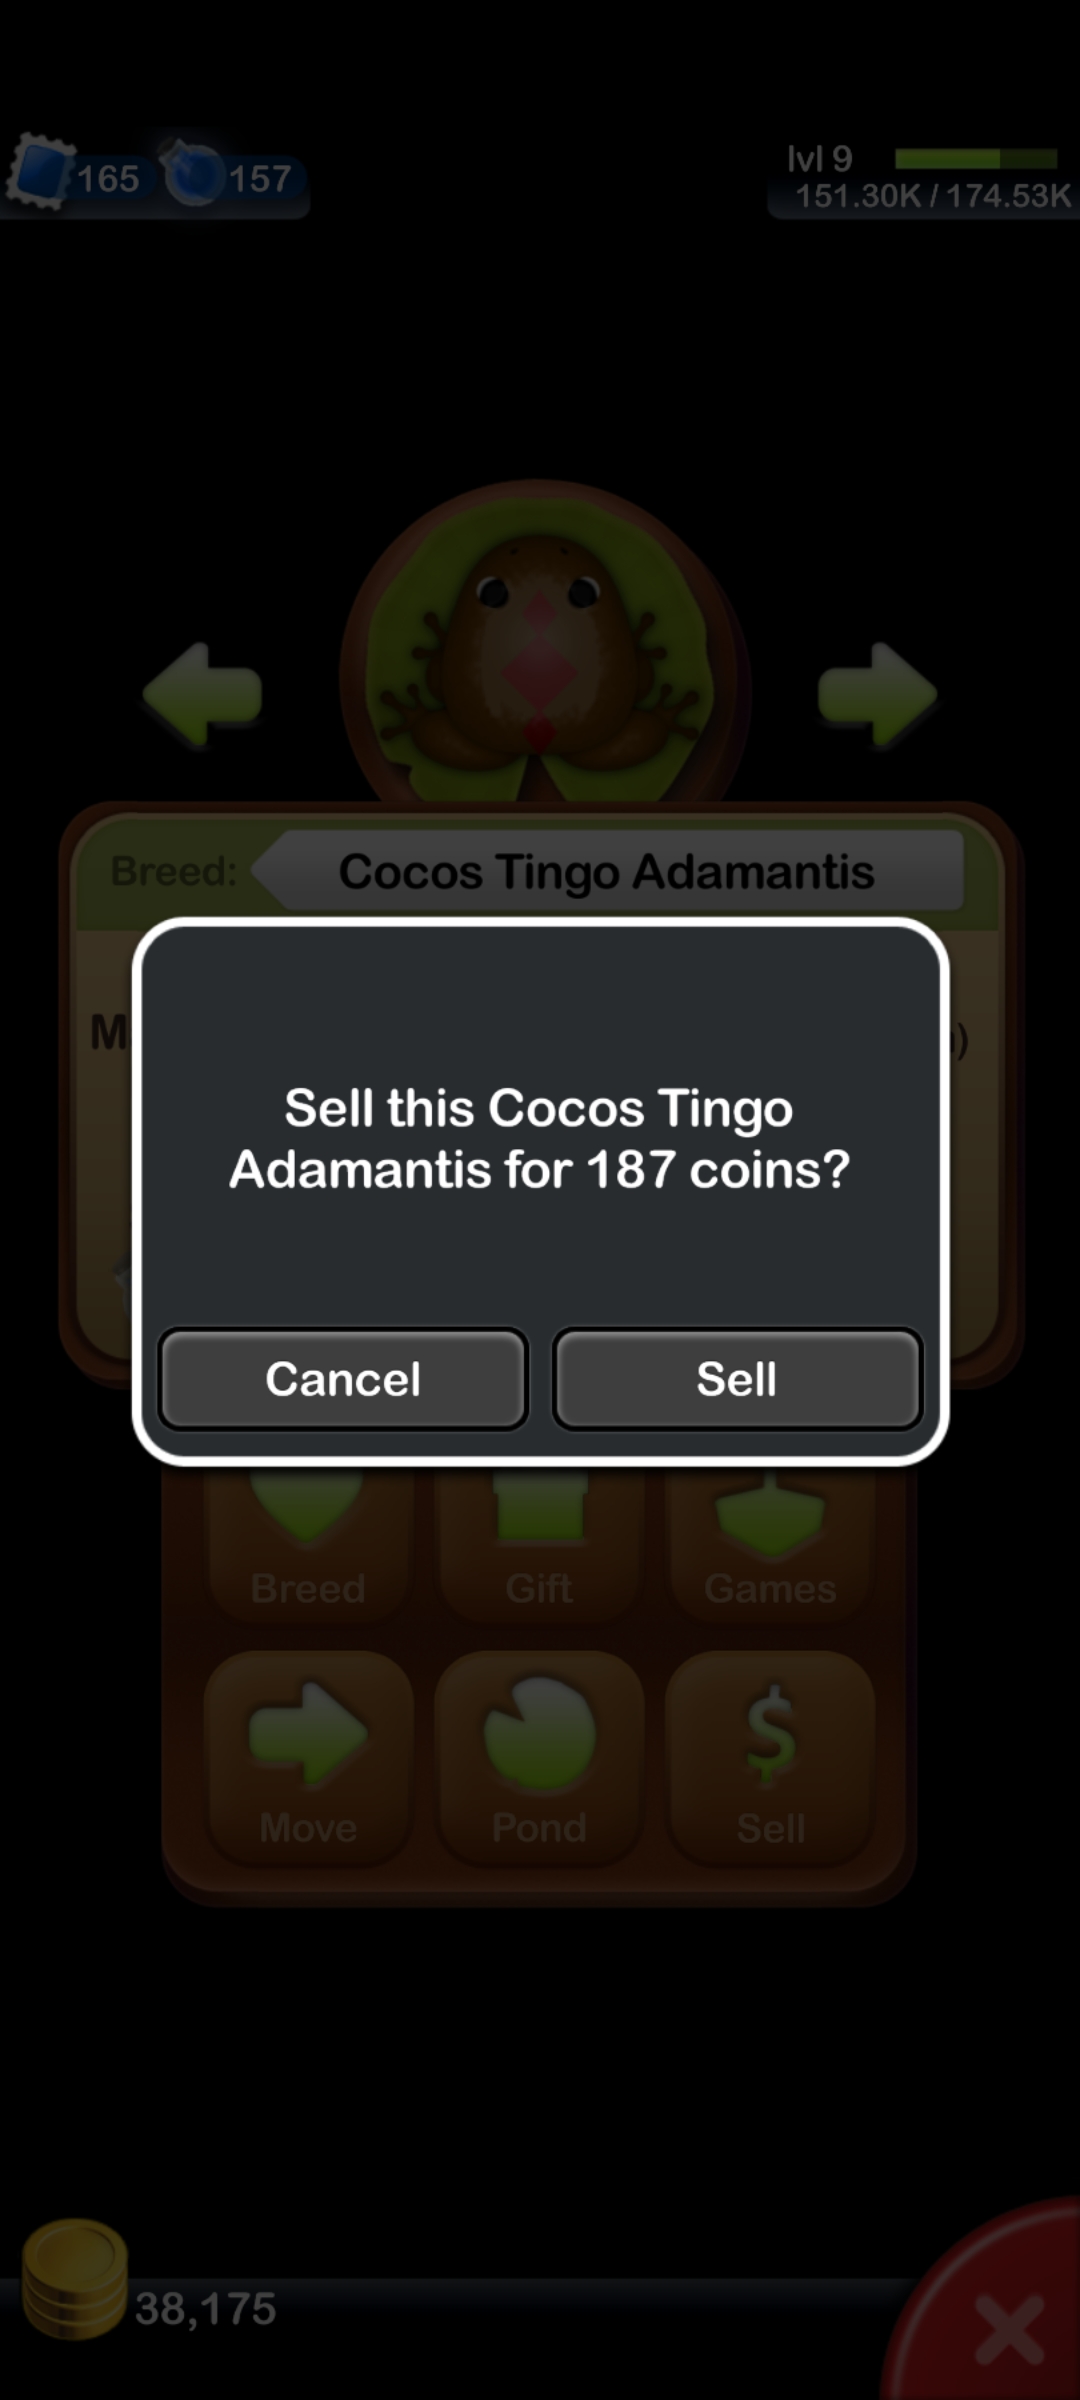 165 157
lvl 9
151.30K / 174.53K
Breed: Cocos Tingo Adamantis
Sell this Cocos Tingo
Adamantis for 187 coins?
Cancel Sell
Breed Gift Games
Move Pond Sell
38,175